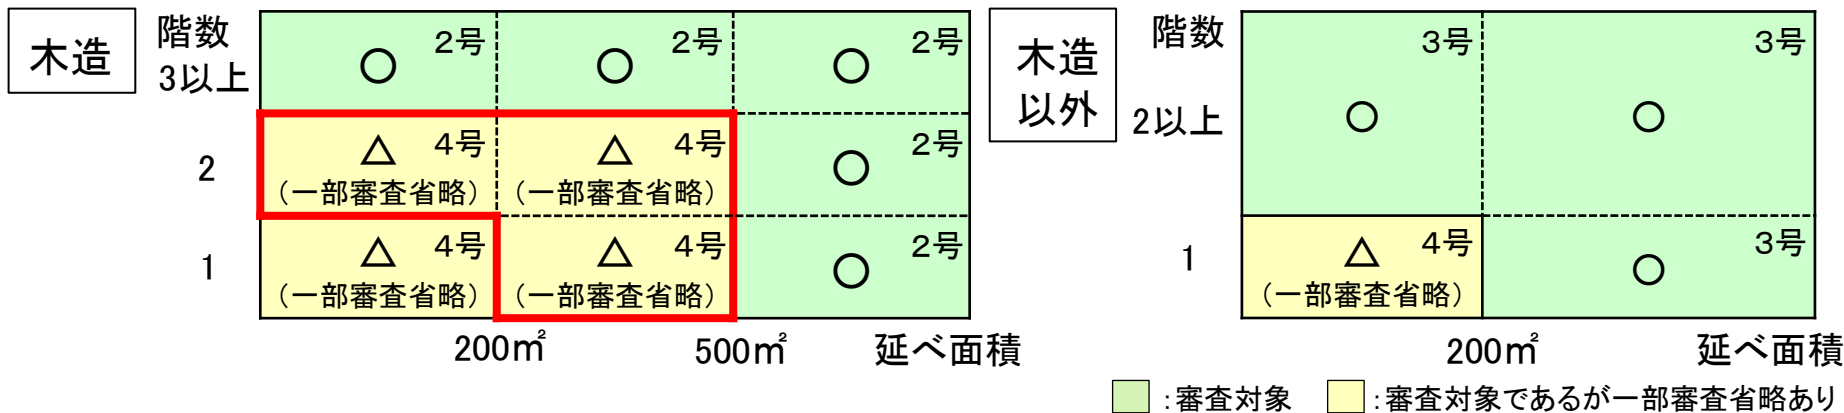 木造
階数
3以上
2号
○
2号
○
2号
○
2
4号
△
(一部審査省略)
4号
△
(一部審査省略)
2号
○
1
4号
△
(一部審査省略)
4号
△
(一部審査省略)
2号
○
200㎡
500㎡
延べ面積
木造
以外
階数
2以上
3号
○
3号
○
1
4号
△
(一部審査省略)
3号
○
200㎡
延べ面積
:審査対象
:審査対象であるが一部審査省略あり